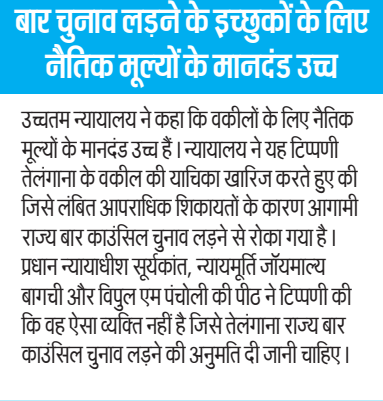 बार चुनाव लड़ने के इच्छुकों के लिए
नैतिक मूल्यों के मानदंड उच्च
उच्चतम न्यायालय ने कहा कि वकीलों के लिए नैतिक
मूल्यों के मानदंड उच्च हैं। न्यायालय ने यह टिप्पणी
तेलंगाना के वकील की याचिका खारिज करते हुए की
जिसे लंबित आपराधिक शिकायतों के कारण आगामी
राज्य बार काउंसिल चुनाव लड़ने से रोका गया है।
प्रधान न्यायाधीश सूर्यकांत, न्यायमूर्ति जॉयमाल्य
बागची और विपुल एम पंचोली की पीठ ने टिप्पणी की
कि वह ऐसा व्यक्ति नहीं है जिसे तेलंगाना राज्य बार
काउंसिल चुनाव लड़ने की अनुमति दी जानी चाहिए।